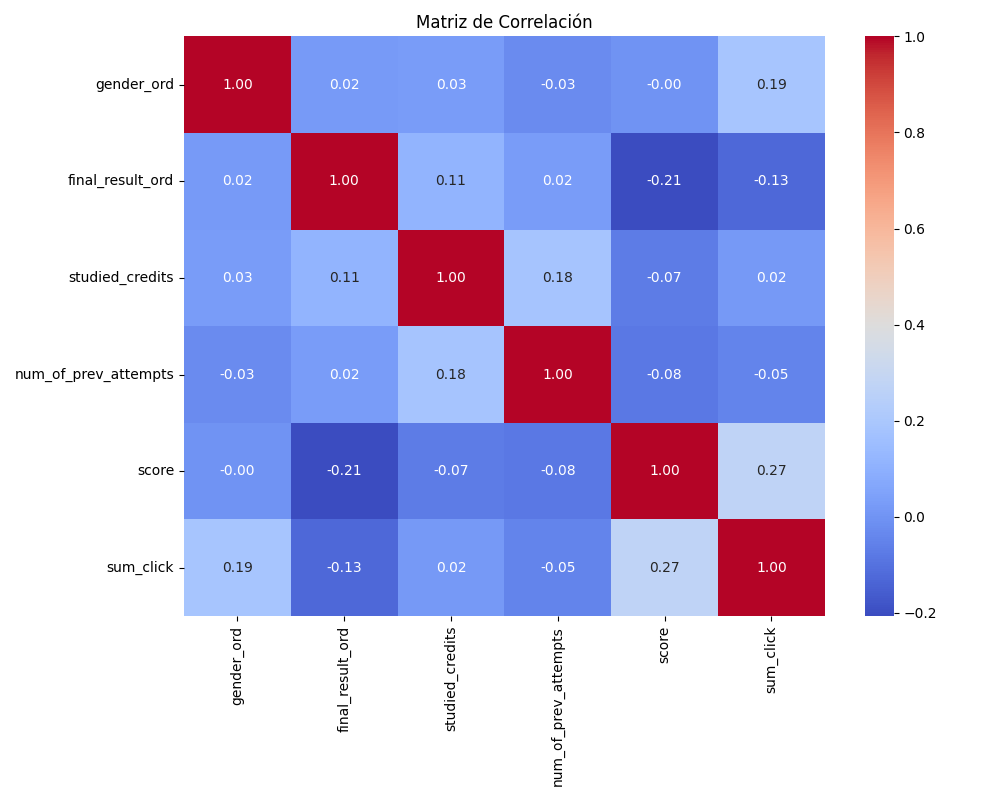 Matriz de Correlación
gender_ord 1.00 0.02 0.03 -0.03 -0.00 0.19
final_result_ord 0.02 1.00 0.11 0.02 -0.21 -0.13
studied_credits 0.03 0.11 1.00 0.18 -0.07 0.02
num_of_prev_attempts -0.03 0.02 0.18 1.00 -0.08 -0.05
score -0.00 -0.21 -0.07 -0.08 1.00 0.27
sum_click 0.19 -0.13 0.02 -0.05 0.27 1.00
gender_ord
final_result_ord
studied_credits
num_of_prev_attempts
score
sum_click
1.0
0.8
0.6
0.4
0.2
0.0
−0.2